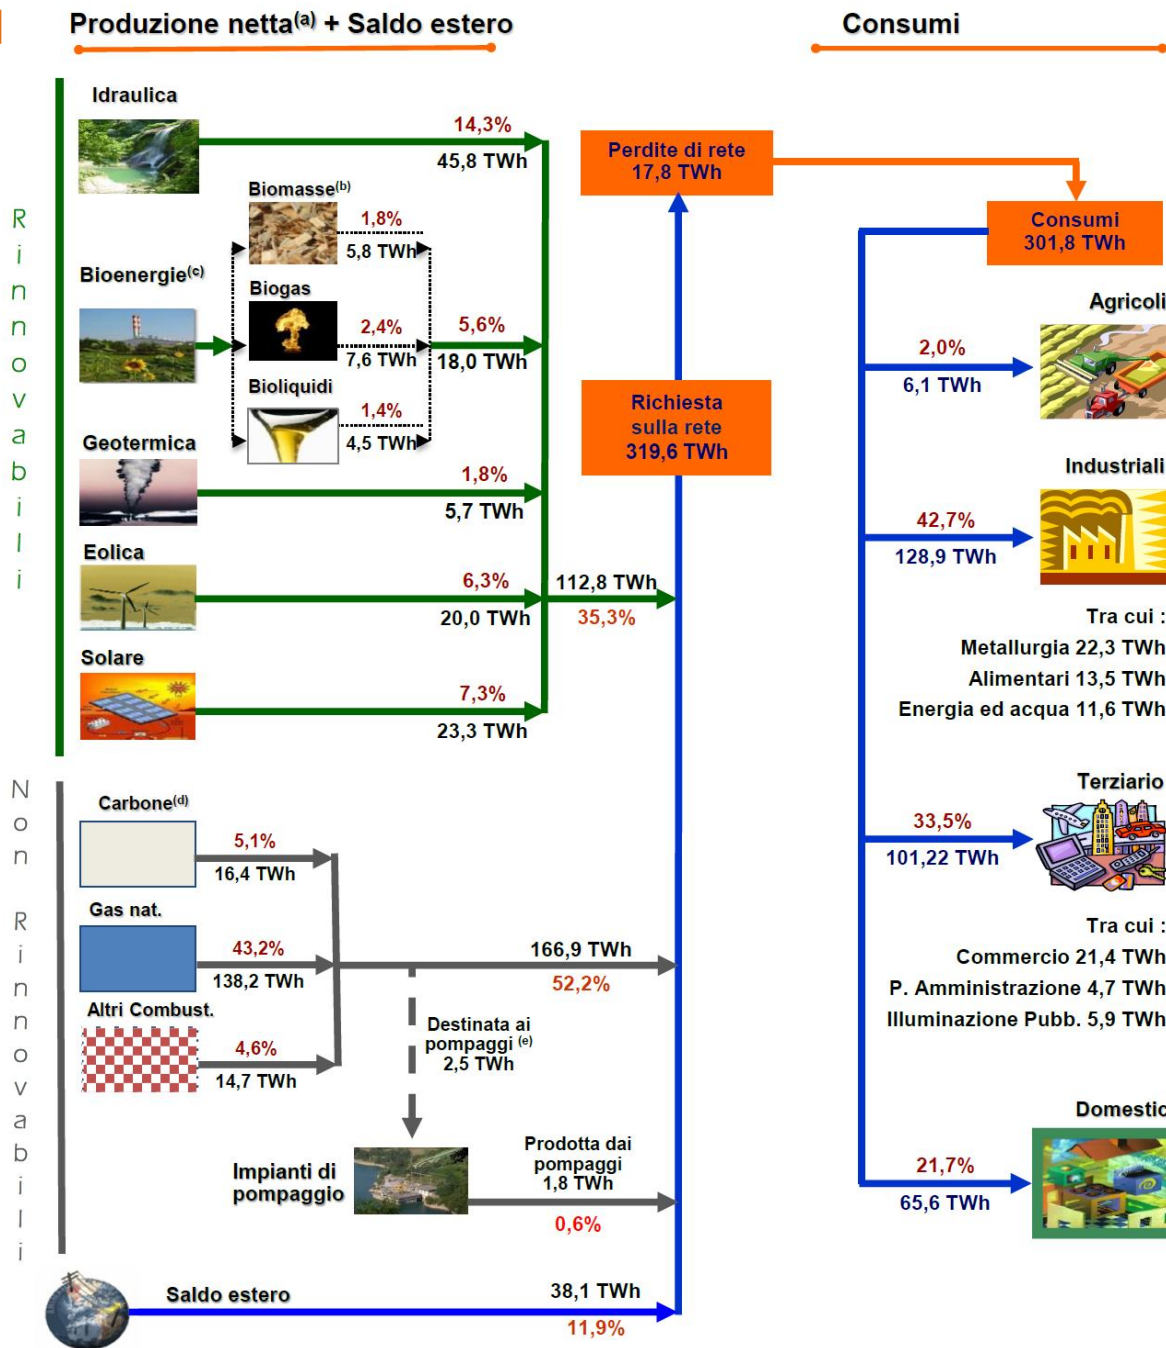 Produzione netta(a) + Saldo estero
Consumi
Rinnovabili
Idraulica
14,3%
45,8 TWh
Biomasse(b)
1,8%
5,8 TWh
Bioenergie(c)
Biogas
2,4%
7,6 TWh
5,6%
18,0 TWh
Bioliquidi
1,4%
4,5 TWh
Geotermica
1,8%
5,7 TWh
Eolica
6,3%
20,0 TWh
112,8 TWh
35,3%
Solare
7,3%
23,3 TWh
Non Rinnovabili
Carbone(d)
5,1%
16,4 TWh
Gas nat.
43,2%
138,2 TWh
166,9 TWh
52,2%
Altri Combust.
4,6%
14,7 TWh
Destinata ai
pompaggi (e)
2,5 TWh
Impianti di
pompaggio
Prodotta dai
pompaggi
1,8 TWh
0,6%
Saldo estero
38,1 TWh
11,9%
Perdite di rete
17,8 TWh
Richiesta
sulla rete
319,6 TWh
Consumi
301,8 TWh
Agricoli
2,0%
6,1 TWh
Industriali
42,7%
128,9 TWh
Tra cui :
Metallurgia 22,3 TWh
Alimentari 13,5 TWh
Energia ed acqua 11,6 TWh
Terziario
33,5%
101,22 TWh
Tra cui :
Commercio 21,4 TWh
P. Amministrazione 4,7 TWh
Illuminazione Pubb. 5,9 TWh
Domestic
21,7%
65,6 TWh